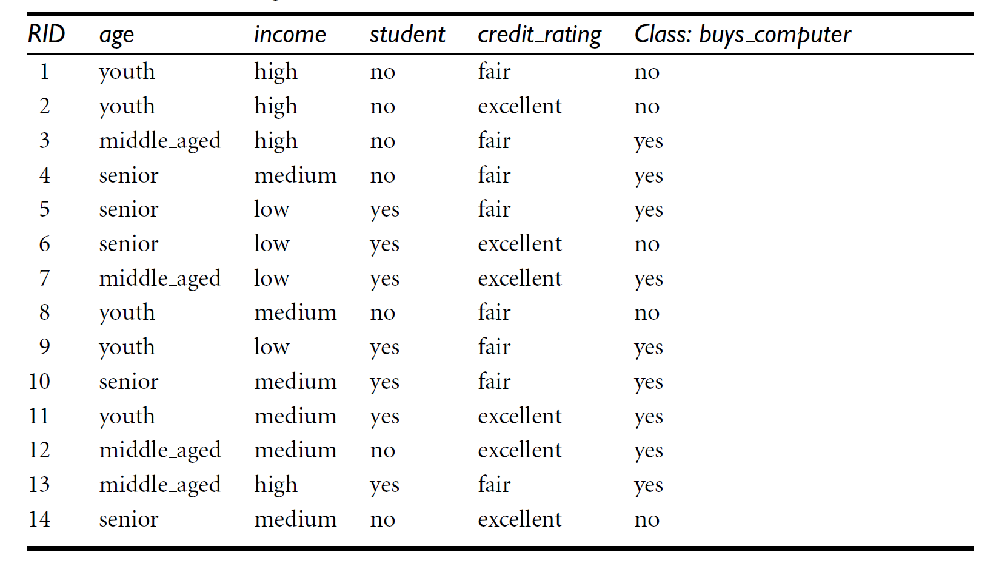 RID age income student credit_rating Class: buys_computer
1 youth high no fair no
2 youth high no excellent no
3 middle_aged high no fair yes
4 senior medium no fair yes
5 senior low yes fair yes
6 senior low yes excellent no
7 middle_aged low yes excellent yes
8 youth medium no fair no
9 youth low yes fair yes
10 senior medium yes fair yes
11 youth medium yes excellent yes
12 middle_aged medium no excellent yes
13 middle_aged high yes fair yes
14 senior medium no excellent no